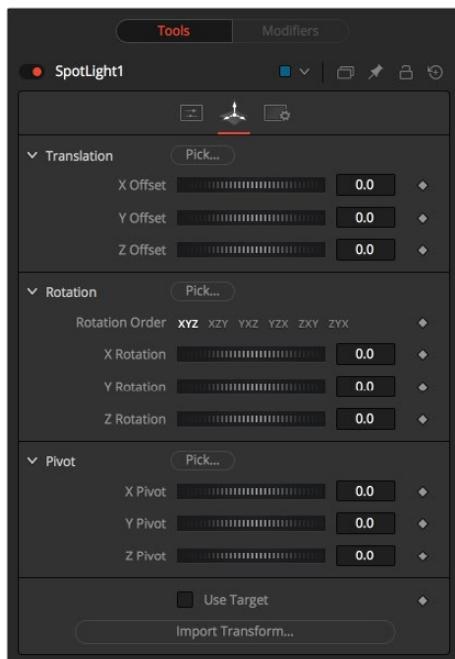 Tools Modifiers
SpotLight1
Translation Pick...
X Offset 0.0
Y Offset 0.0
Z Offset 0.0
Rotation Pick...
Rotation Order XYZ XZY YXZ YZX ZXY ZYX
X Rotation 0.0
Y Rotation 0.0
Z Rotation 0.0
Pivot Pick...
X Pivot 0.0
Y Pivot 0.0
Z Pivot 0.0
Use Target
Import Transform...